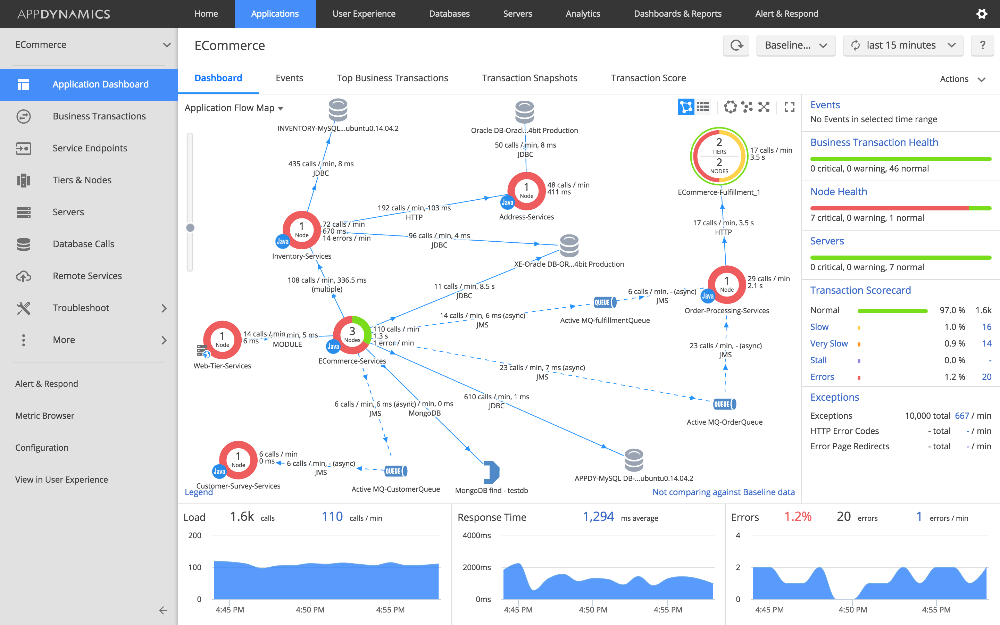 APPDYNAMICS
Home
Applications
User Experience
Databases
Servers
Analytics
Dashboards & Reports
Alert & Respond
ECommerce
Application Dashboard
Business Transactions
Service Endpoints
Tiers & Nodes
Servers
Database Calls
Remote Services
Troubleshoot
More
Alert & Respond
Metric Browser
Configuration
View in User Experience
ECommerce
Baseline...
last 15 minutes
?
Dashboard
Events
Top Business Transactions
Transaction Snapshots
Transaction Score
Actions
Application Flow Map
INVENTORY-MySQL...ubuntu0.14.04.2
Oracle DB-Oracl...4bit Production
50 calls / min, 8 ms
JDBC
435 calls / min, 8 ms
JDBC
2
TIERS
2
NODES
17 calls / min
3.5 s
ECommerce-Fulfillment_1
1
Node
Java
48 calls / min
411 ms
Address-Services
192 calls / min, 103 ms
HTTP
1
Node
Java
72 calls / min
670 ms
14 errors / min
Inventory-Services
96 calls / min, 4 ms
JDBC
17 calls / min, 3.5 s
HTTP
XE-Oracle DB-OR...4bit Production
108 calls / min, 336.5 ms
(multiple)
11 calls / min, 8.5 s
JDBC
6 calls / min, - (async)
JMS
1
Node
Java
29 calls / min
2.1 s
Order-Processing-Services
QUEUE
Active MQ-fulfillmentQueue
14 calls / min, 6 ms (async)
JMS
1
Node
14 calls / min
6 ms
Web-Tier-Services
min, 5 ms
MODULE
3
Nodes
Java
110 calls / min
1.3 s
1 error / min
ECommerce-Services
23 calls / min, - (async)
JMS
23 calls / min, 7 ms (async)
JMS
610 calls / min, 1 ms
JDBC
6 calls / min, 6 ms (async)
JMS
/ min, 0 ms
MongoDB
QUEUE
Active MQ-OrderQueue
1
Node
Java
6 calls / min
0 ms
Customer-Survey-Services
6 calls / min, - (async)
JMS
QUEUE
Active MQ-CustomerQueue
MongoDB find - testdb
APPDY-MySQL DB-...ubuntu0.14.04.2
Legend
Not comparing against Baseline data
Events
No Events in selected time range
Business Transaction Health
0 critical, 0 warning, 46 normal
Node Health
7 critical, 0 warning, 1 normal
Servers
0 critical, 0 warning, 7 normal
Transaction Scorecard
Normal 97.0 % 1.6k
Slow 1.0 % 16
Very Slow 0.9 % 14
Stall 0.0 % -
Errors 1.2 % 20
Exceptions
Exceptions 10,000 total 667 / min
HTTP Error Codes - total - / min
Error Page Redirects - total - / min
Load 1.6k calls 110 calls / min
200
100
0
4:45 PM 4:50 PM 4:55 PM
Response Time 1,294 ms average
4000ms
2000ms
0ms
4:45 PM 4:50 PM 4:55 PM
Errors 1.2% 20 errors 1 errors / min
4
2
0
4:45 PM 4:50 PM 4:55 PM